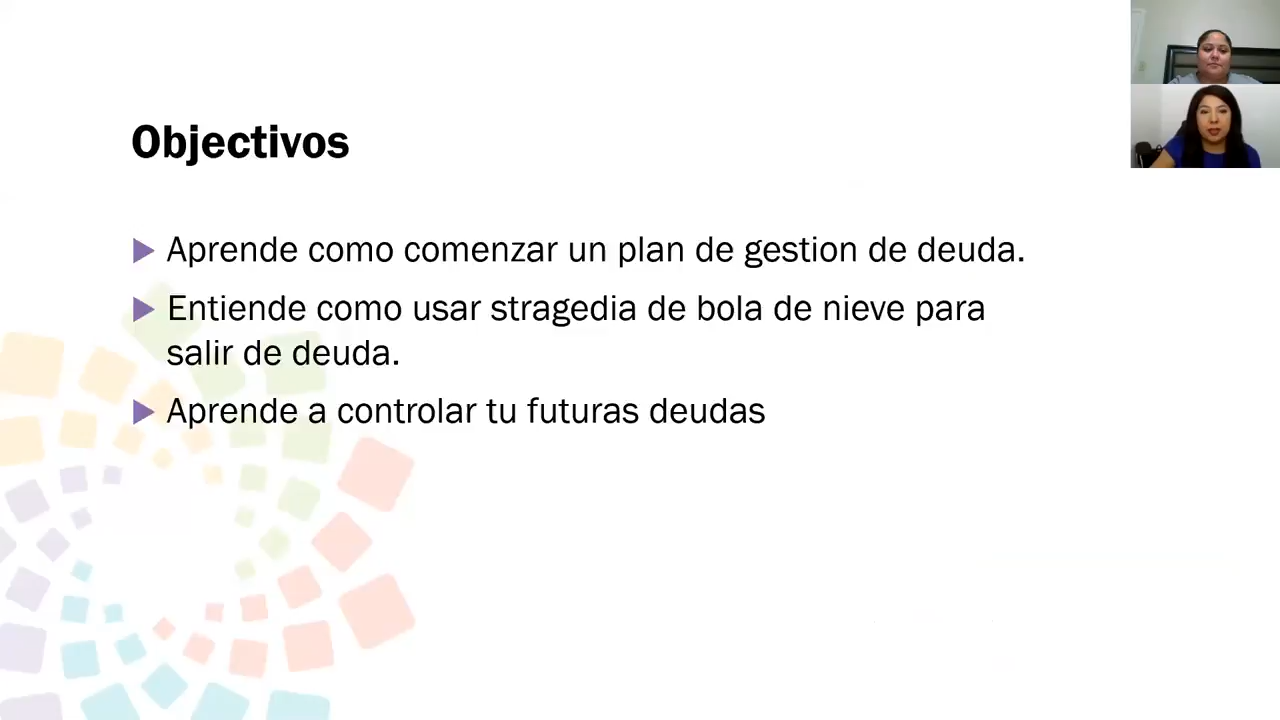 Objectivos
Aprende como comenzar un plan de gestion de deuda.
Entiende como usar stragedia de bola de nieve para
salir de deuda.
Aprende a controlar tu futuras deudas